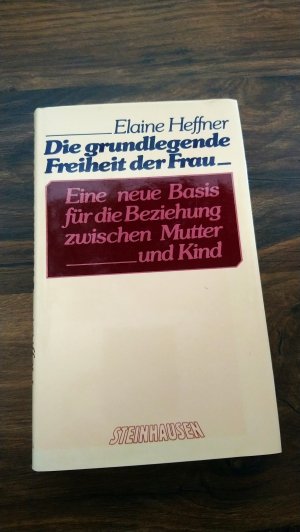 Elaine Heffner
Die grundlegende
Freiheit der Frau
Eine neue Basis
für die Beziehung
zwischen Mutter
und Kind
STEINHAUSEN